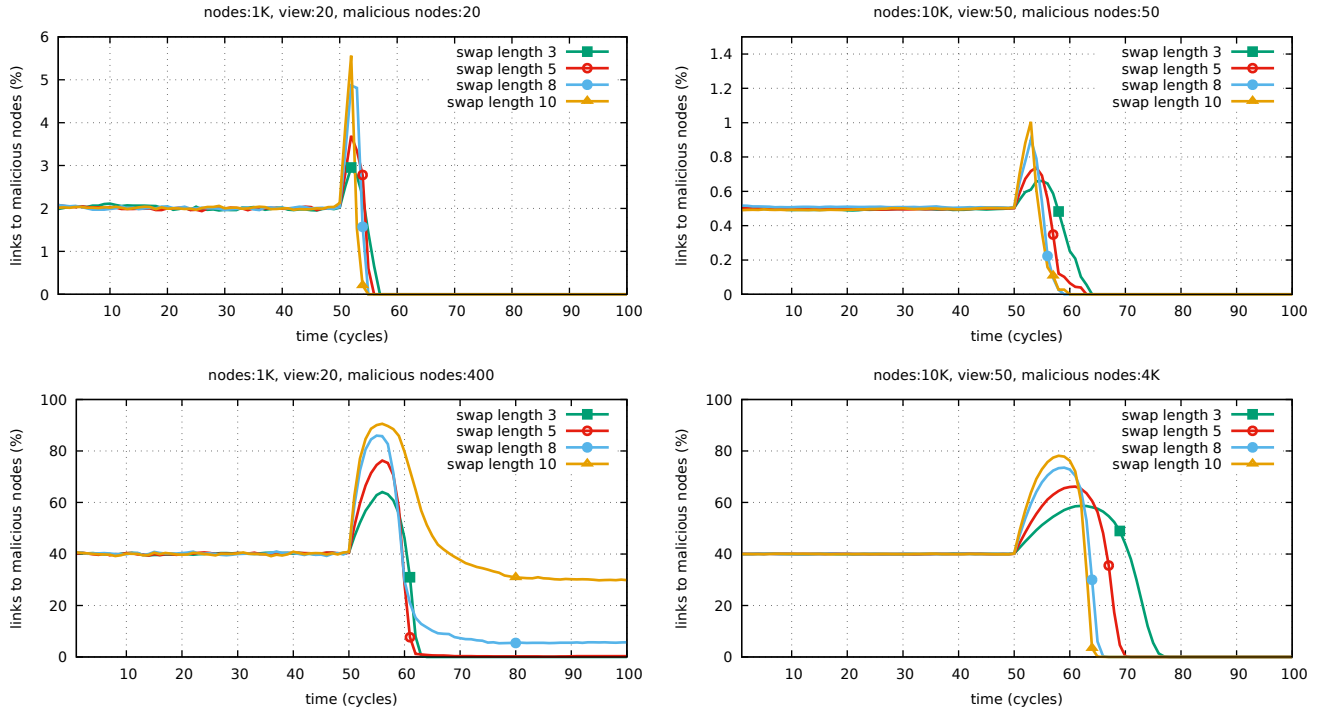 nodes:1K, view:20, malicious nodes:20
links to malicious nodes (%)
6
5
4
3
2
1
0
swap length 3
swap length 5
swap length 8
swap length 10
10 20 30 40 50 60 70 80 90 100
time (cycles)
nodes:10K, view:50, malicious nodes:50
links to malicious nodes (%)
1.4
1.2
1
0.8
0.6
0.4
0.2
0
swap length 3
swap length 5
swap length 8
swap length 10
10 20 30 40 50 60 70 80 90 100
time (cycles)
nodes:1K, view:20, malicious nodes:400
links to malicious nodes (%)
100
80
60
40
20
0
swap length 3
swap length 5
swap length 8
swap length 10
10 20 30 40 50 60 70 80 90 100
time (cycles)
nodes:10K, view:50, malicious nodes:4K
links to malicious nodes (%)
100
80
60
40
20
0
swap length 3
swap length 5
swap length 8
swap length 10
10 20 30 40 50 60 70 80 90 100
time (cycles)